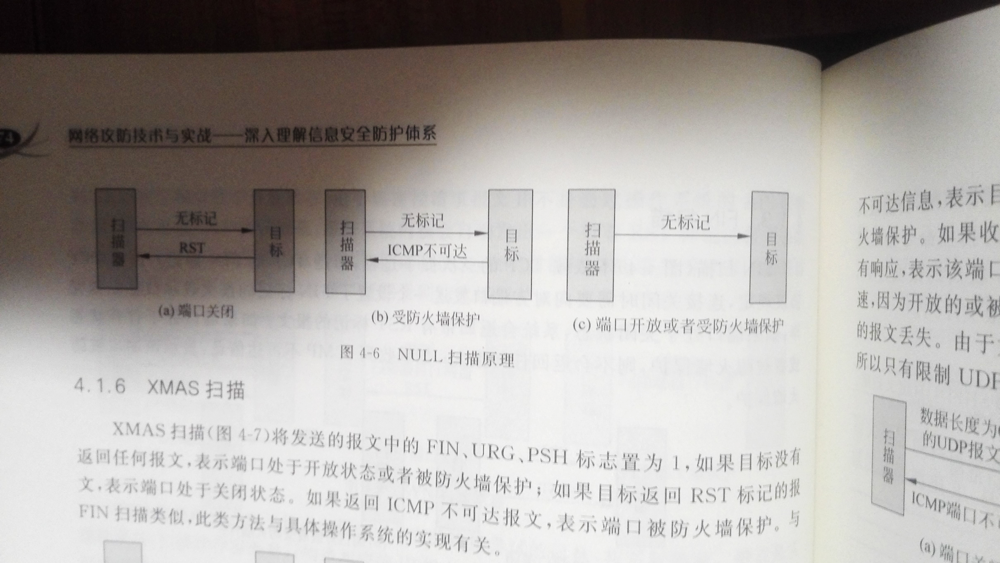 网络攻防技术与实战——深入理解信息安全防护体系
扫描器
无标记
RST
目标
(a) 端口关闭
扫描器
无标记
ICMP不可达
目标
(b) 受防火墙保护
扫描器
无标记
目标
(c) 端口开放或者受防火墙保护
图 4-6 NULL 扫描原理
4.1.6 XMAS 扫描
XMAS 扫描(图 4-7)将发送的报文中的 FIN、URG、PSH 标志置为 1,如果目标没有
返回任何报文,表示端口处于开放状态或者被防火墙保护;如果目标返回 RST 标记的报
文,表示端口处于关闭状态。如果返回 ICMP 不可达报文,表示端口被防火墙保护。与
FIN 扫描类似,此类方法与具体操作系统的实现有关。
不可达信息,表示目
火墙保护。如果收
有响应,表示该端口
速,因为开放的或被
的报文丢失。由于
所以只有限制 UDP
扫描器
数据长度为
的UDP报文
ICMP端口不
(a) 端口关